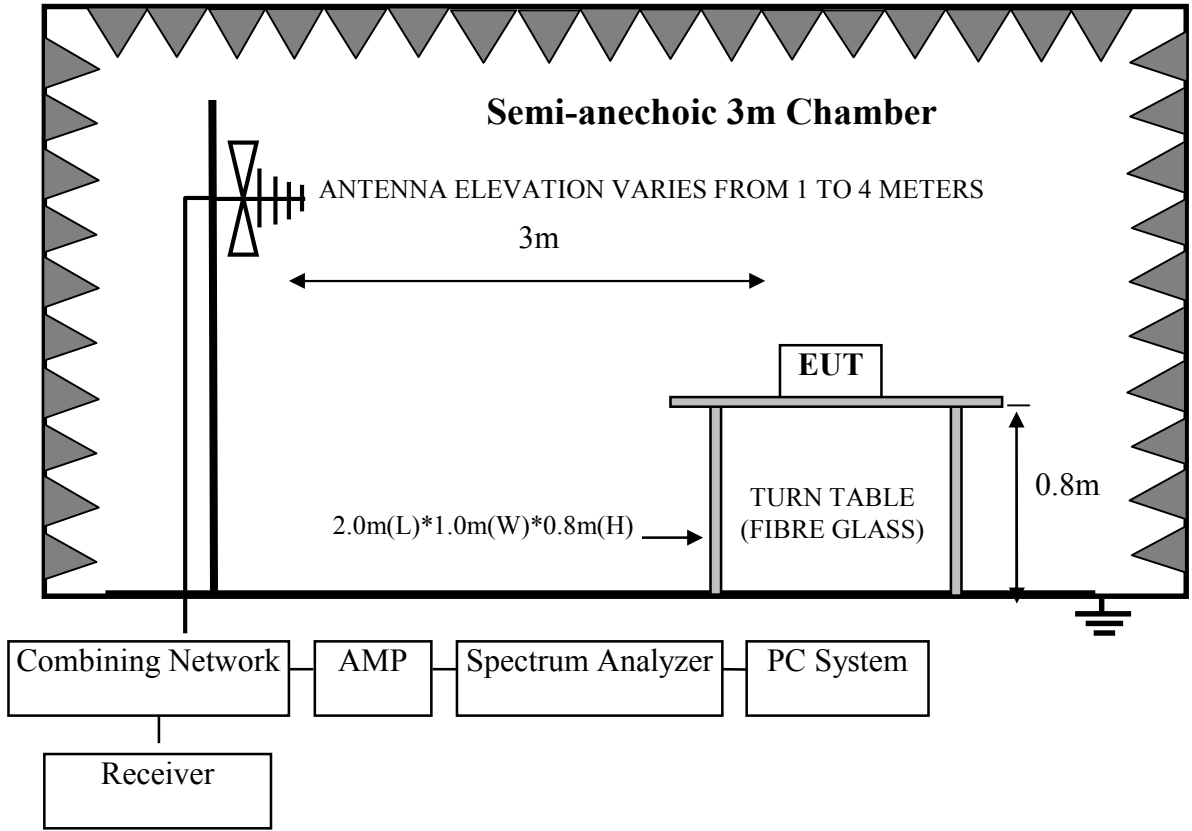 Semi-anechoic 3m Chamber
ANTENNA ELEVATION VARIES FROM 1 TO 4 METERS
3m
EUT
0.8m
TURN TABLE
(FIBRE GLASS)
2.0m(L)*1.0m(W)*0.8m(H)
Combining Network
AMP
Spectrum Analyzer
PC System
Receiver